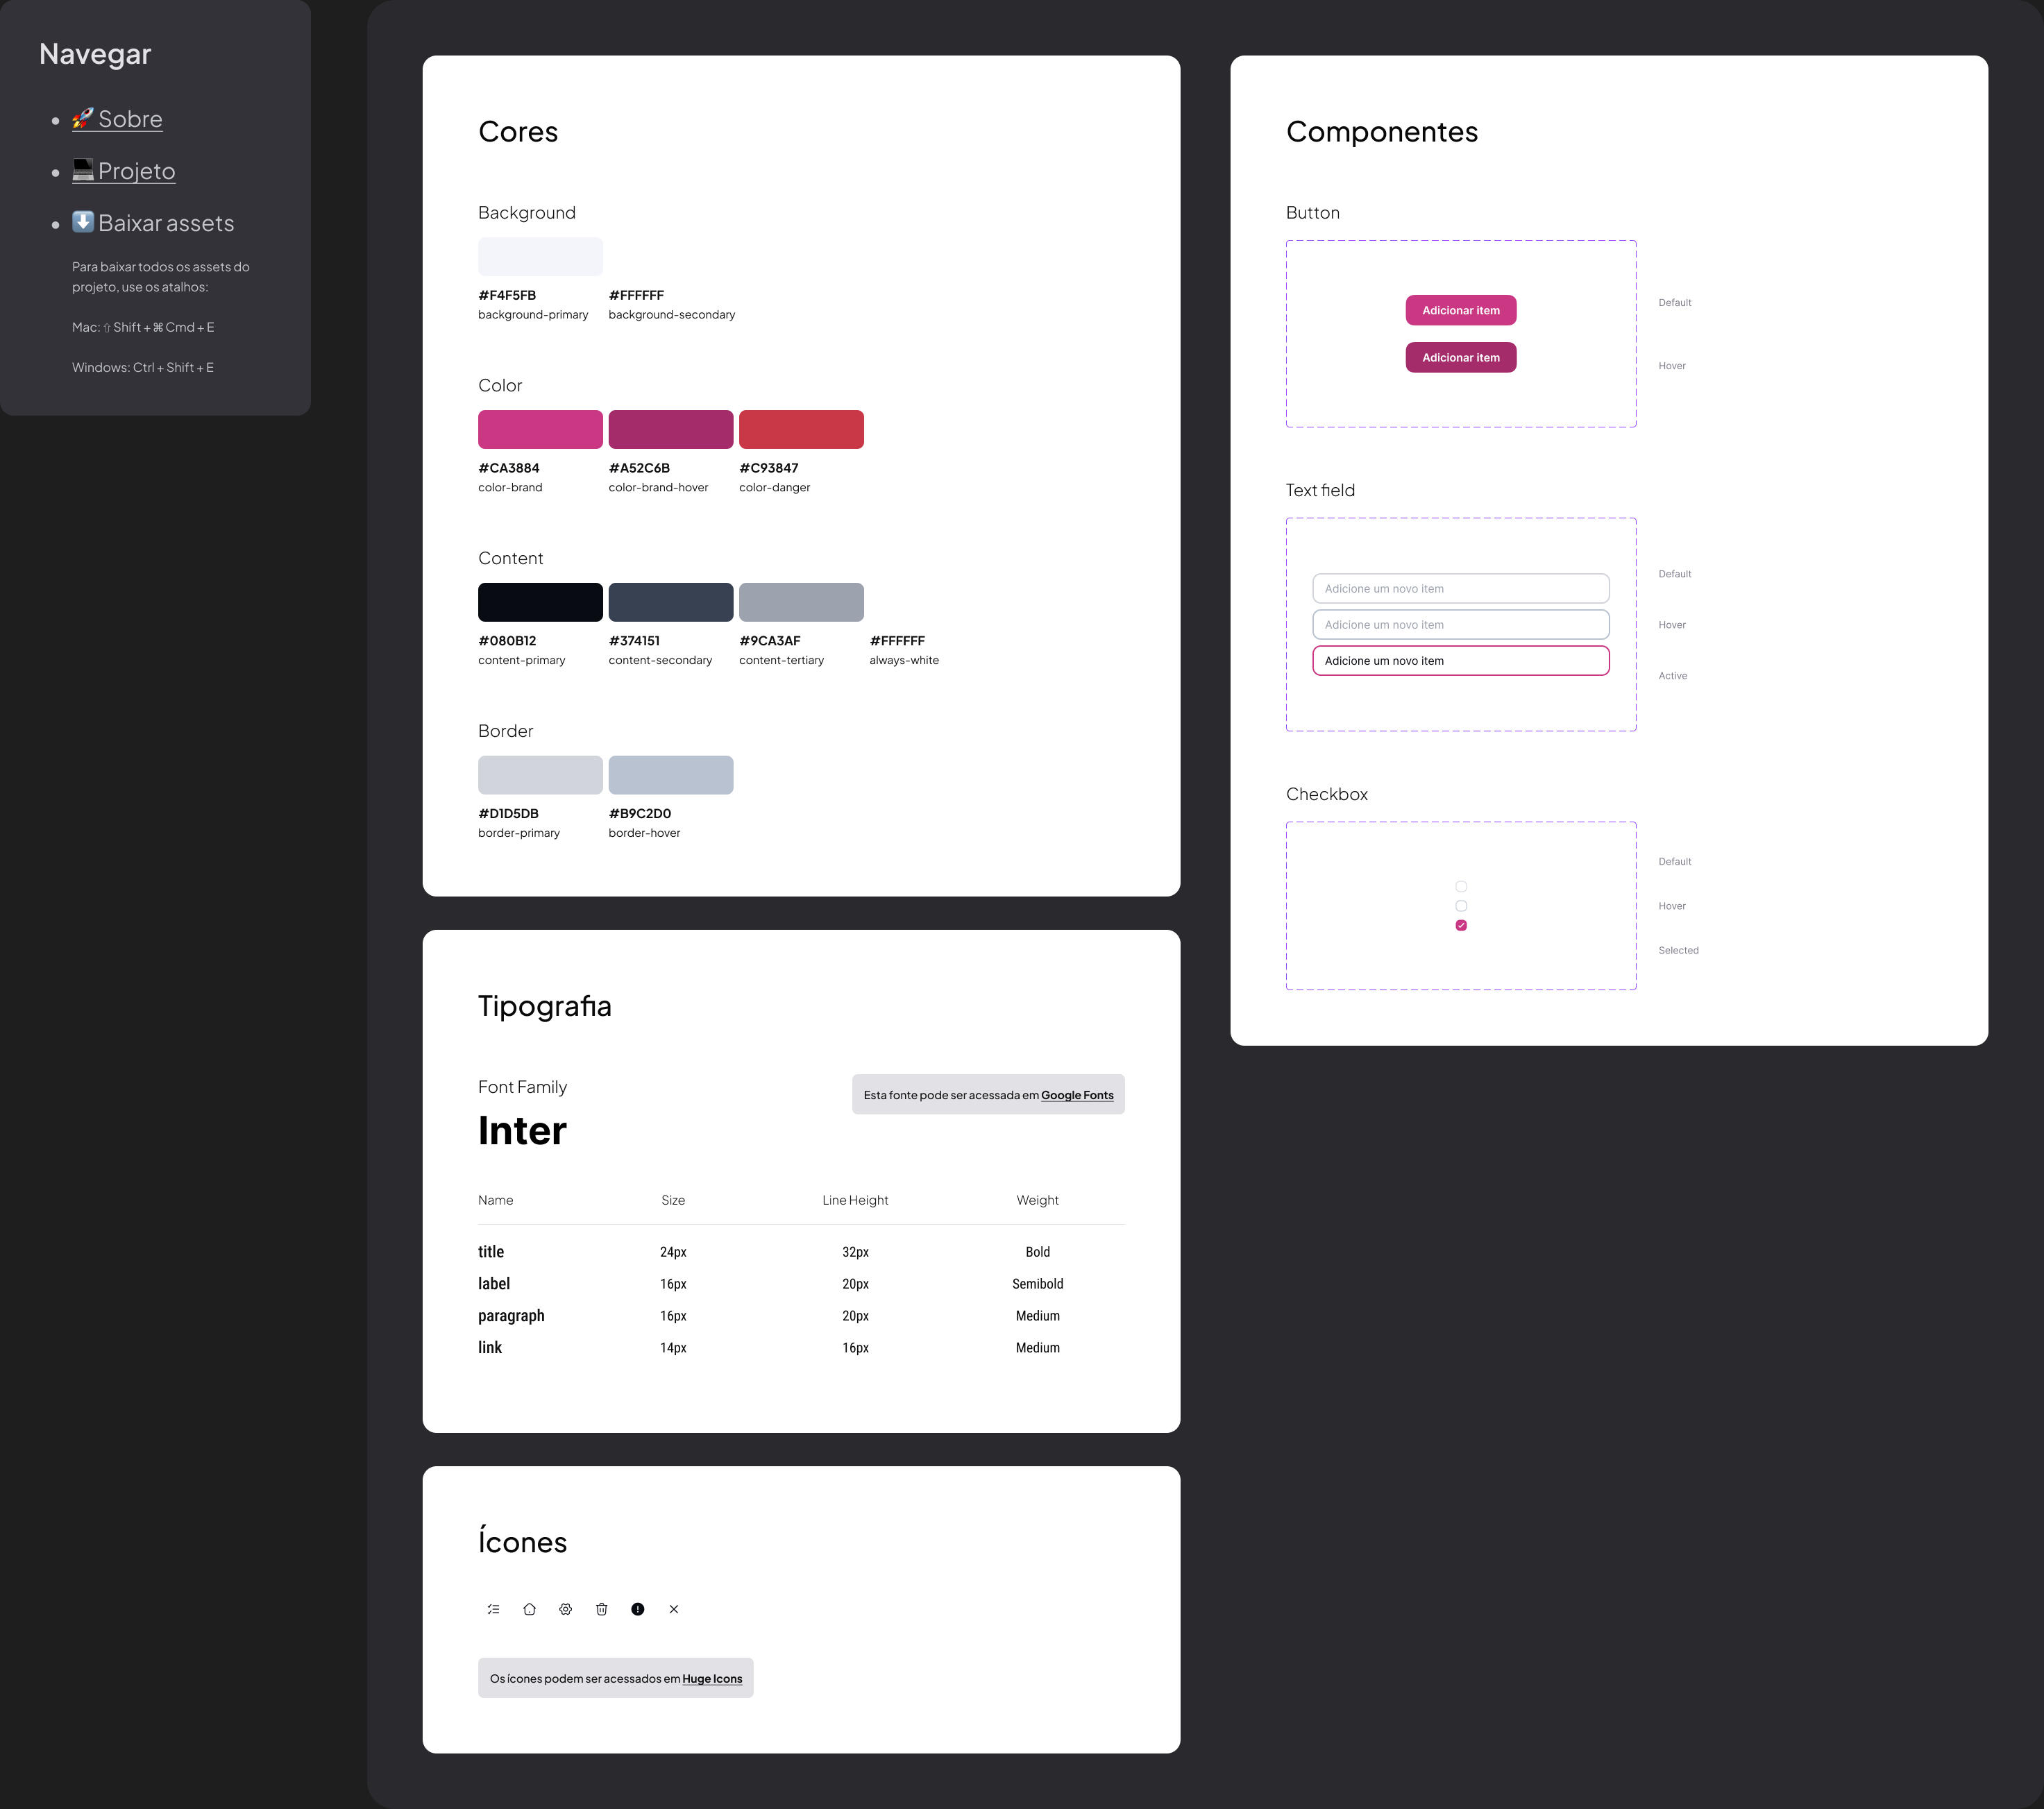 Navegar
🚀 Sobre
💻 Projeto
⬇️ Baixar assets
Para baixar todos os assets do
projeto, use os atalhos:
Mac: ⇧ Shift + ⌘ Cmd + E
Windows: Ctrl + Shift + E
Cores
Background
#F4F5FB #FFFFFF
background-primary background-secondary
Color
#CA3884 #A52C6B #C93847
color-brand color-brand-hover color-danger
Content
#080B12 #374151 #9CA3AF #FFFFFF
content-primary content-secondary content-tertiary always-white
Border
#D1D5DB #B9C2D0
border-primary border-hover
Tipografia
Font Family
Esta fonte pode ser acessada em Google Fonts
Inter
Name Size Line Height Weight
title 24px 32px Bold
label 16px 20px Semibold
paragraph 16px 20px Medium
link 14px 16px Medium
Ícones
Os ícones podem ser acessados em Huge Icons
Componentes
Button
Default
Adicionar item
Adicionar item
Hover
Text field
Default
Adicione um novo item
Adicione um novo item
Hover
Adicione um novo item
Active
Checkbox
Default
Hover
Selected